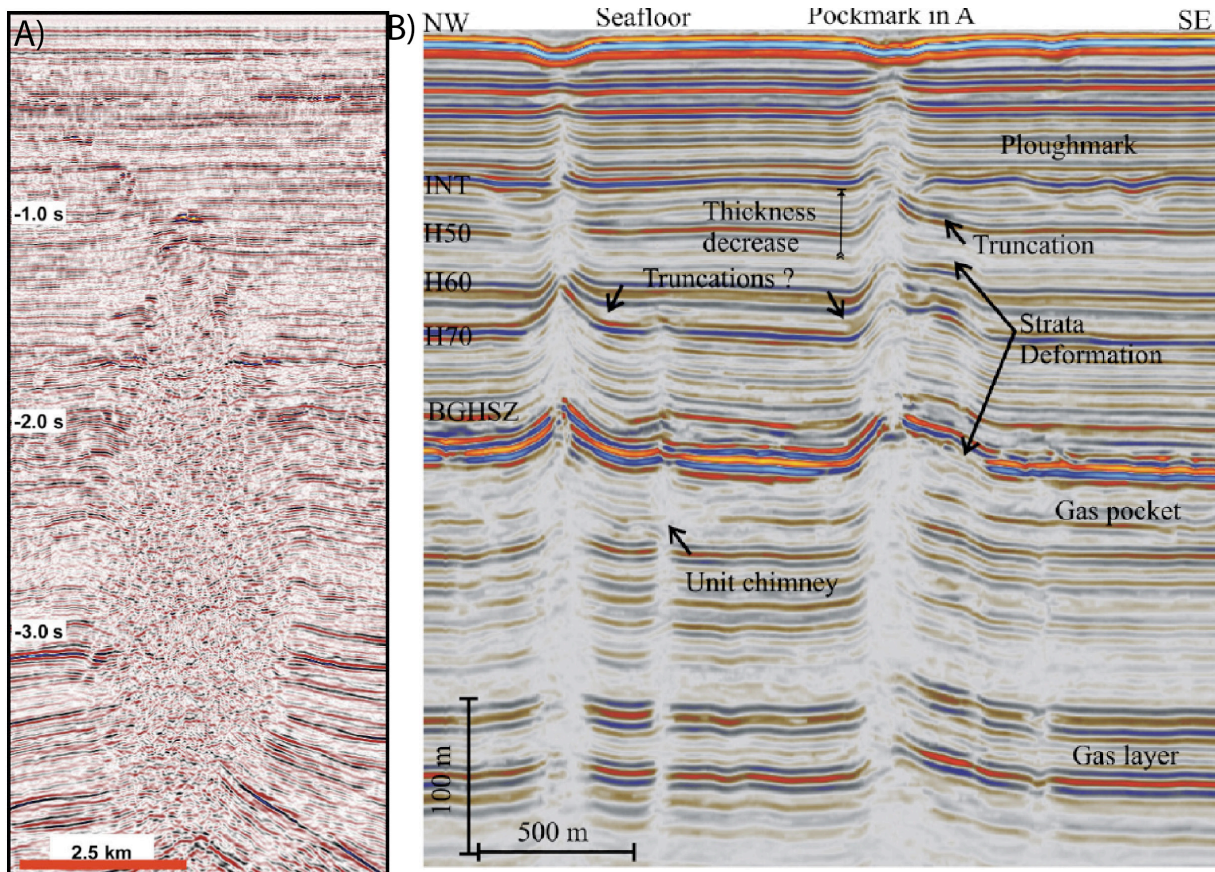 A)
-1.0 s
-2.0 s
-3.0 s
2.5 km
B)
NW
Seafloor
Pockmark in A
SE
Ploughmark
INT
Thickness
decrease
H50
Truncation
H60
Truncations ?
H70
Strata
Deformation
BGHSZ
Gas pocket
Unit chimney
100 m
Gas layer
500 m